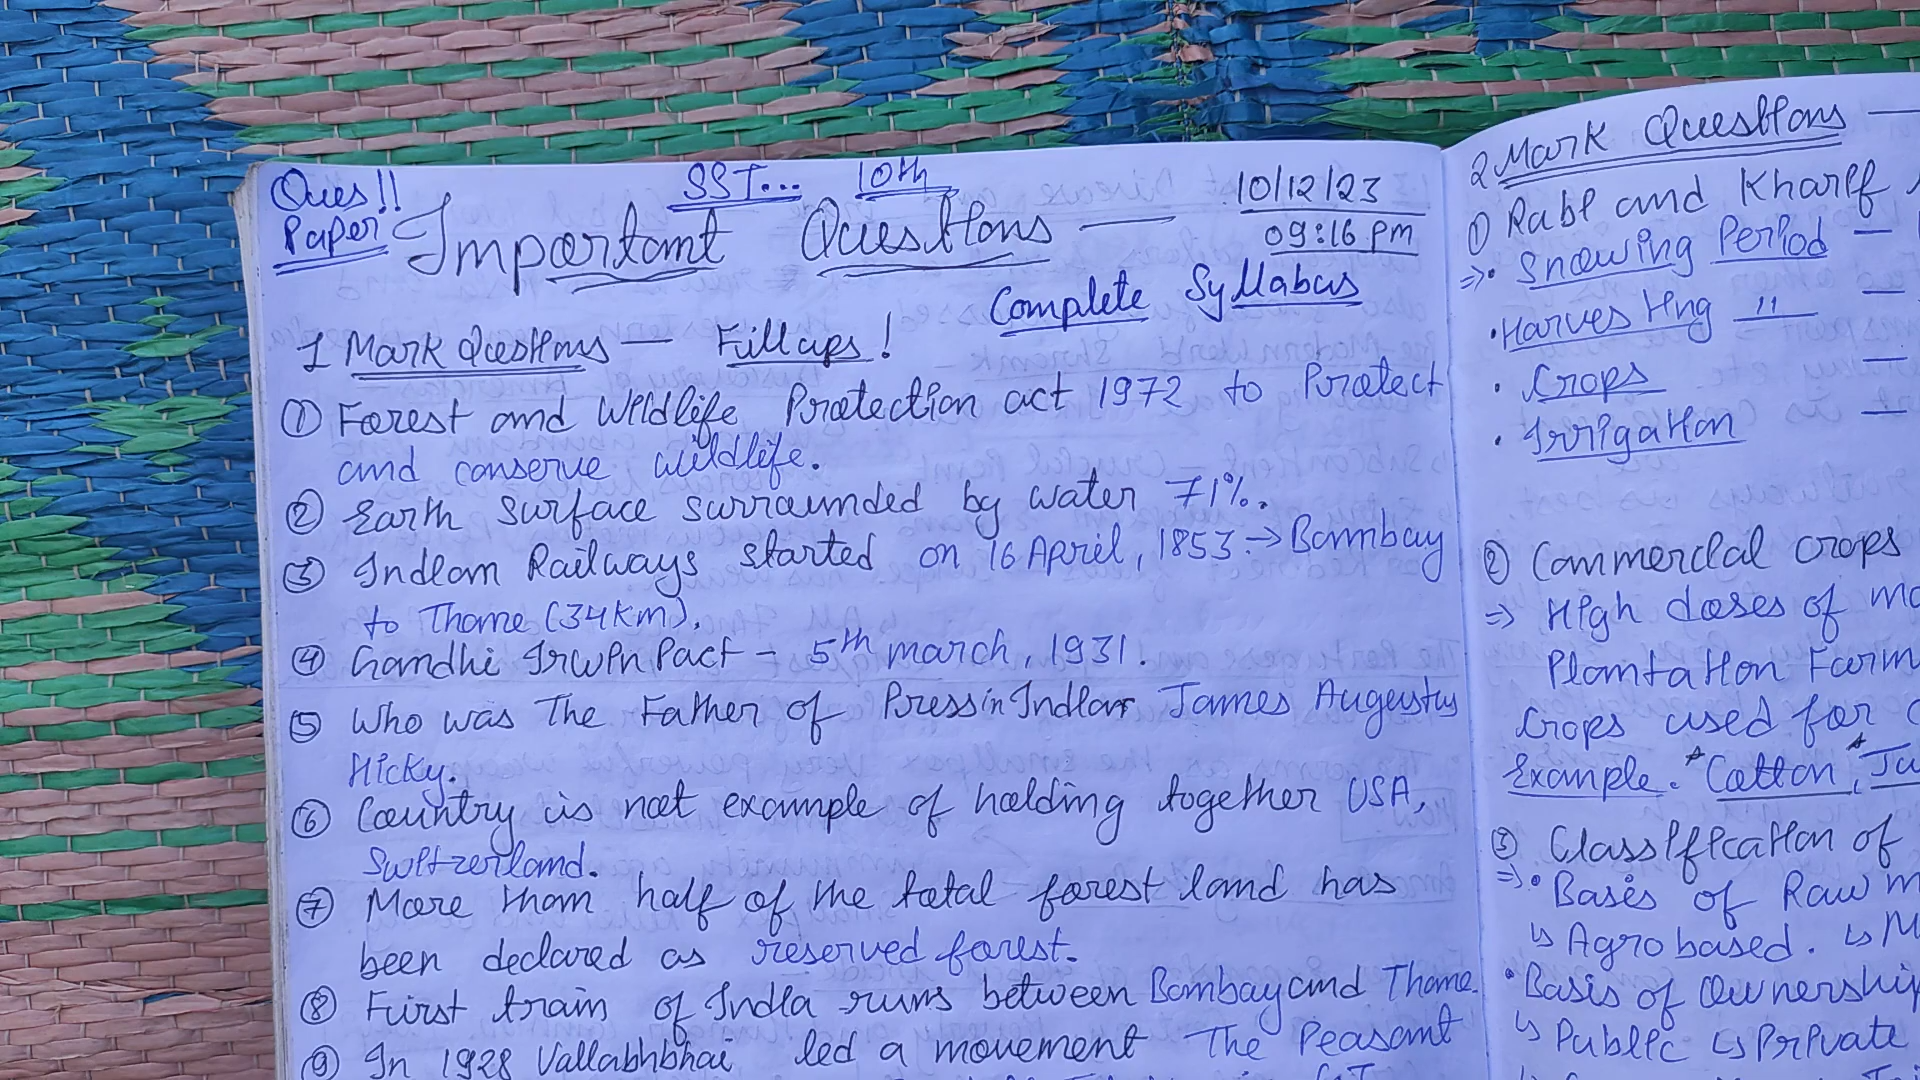 Ques!!
Paper
SST... 10th
10/12/23
09:16 PM
Important Questions —
Complete Syllabus
1 Mark Questions — Fillups!
① Forest and Wildlife Protection act 1972 to Protect
and conserve wildlife.
② Earth surface surrounded by water 71%.
③ Indian Railways started on 16 April, 1853 → Bombay
to Thane (34km).
④ Gandhi Irwin Pact - 5th march, 1931.
⑤ Who was The Father of Press in India James Augustus
Hicky.
⑥ Country is not example of holding together USA,
Switzerland.
⑦ More than half of the total forest land has
been declared as reserved forest.
⑧ First train of India runs between Bombay and Thane.
⑨ In 1928 Vallabhbhai led a movement The Peasant
2 Mark Questions —
① Rabi and Kharif
⇒ • Snowing Period —
• Harvesting " —
• Crops —
• Irrigation —
② Commercial crops
⇒ High doses of
Plantation Farm
Crops used for
Example. *Cotton, Ju
③ Classification of
⇒ • Basis of Raw m
↳ Agro based. ↳ M
• Basis of Ownership
↳ Public ↳ Private